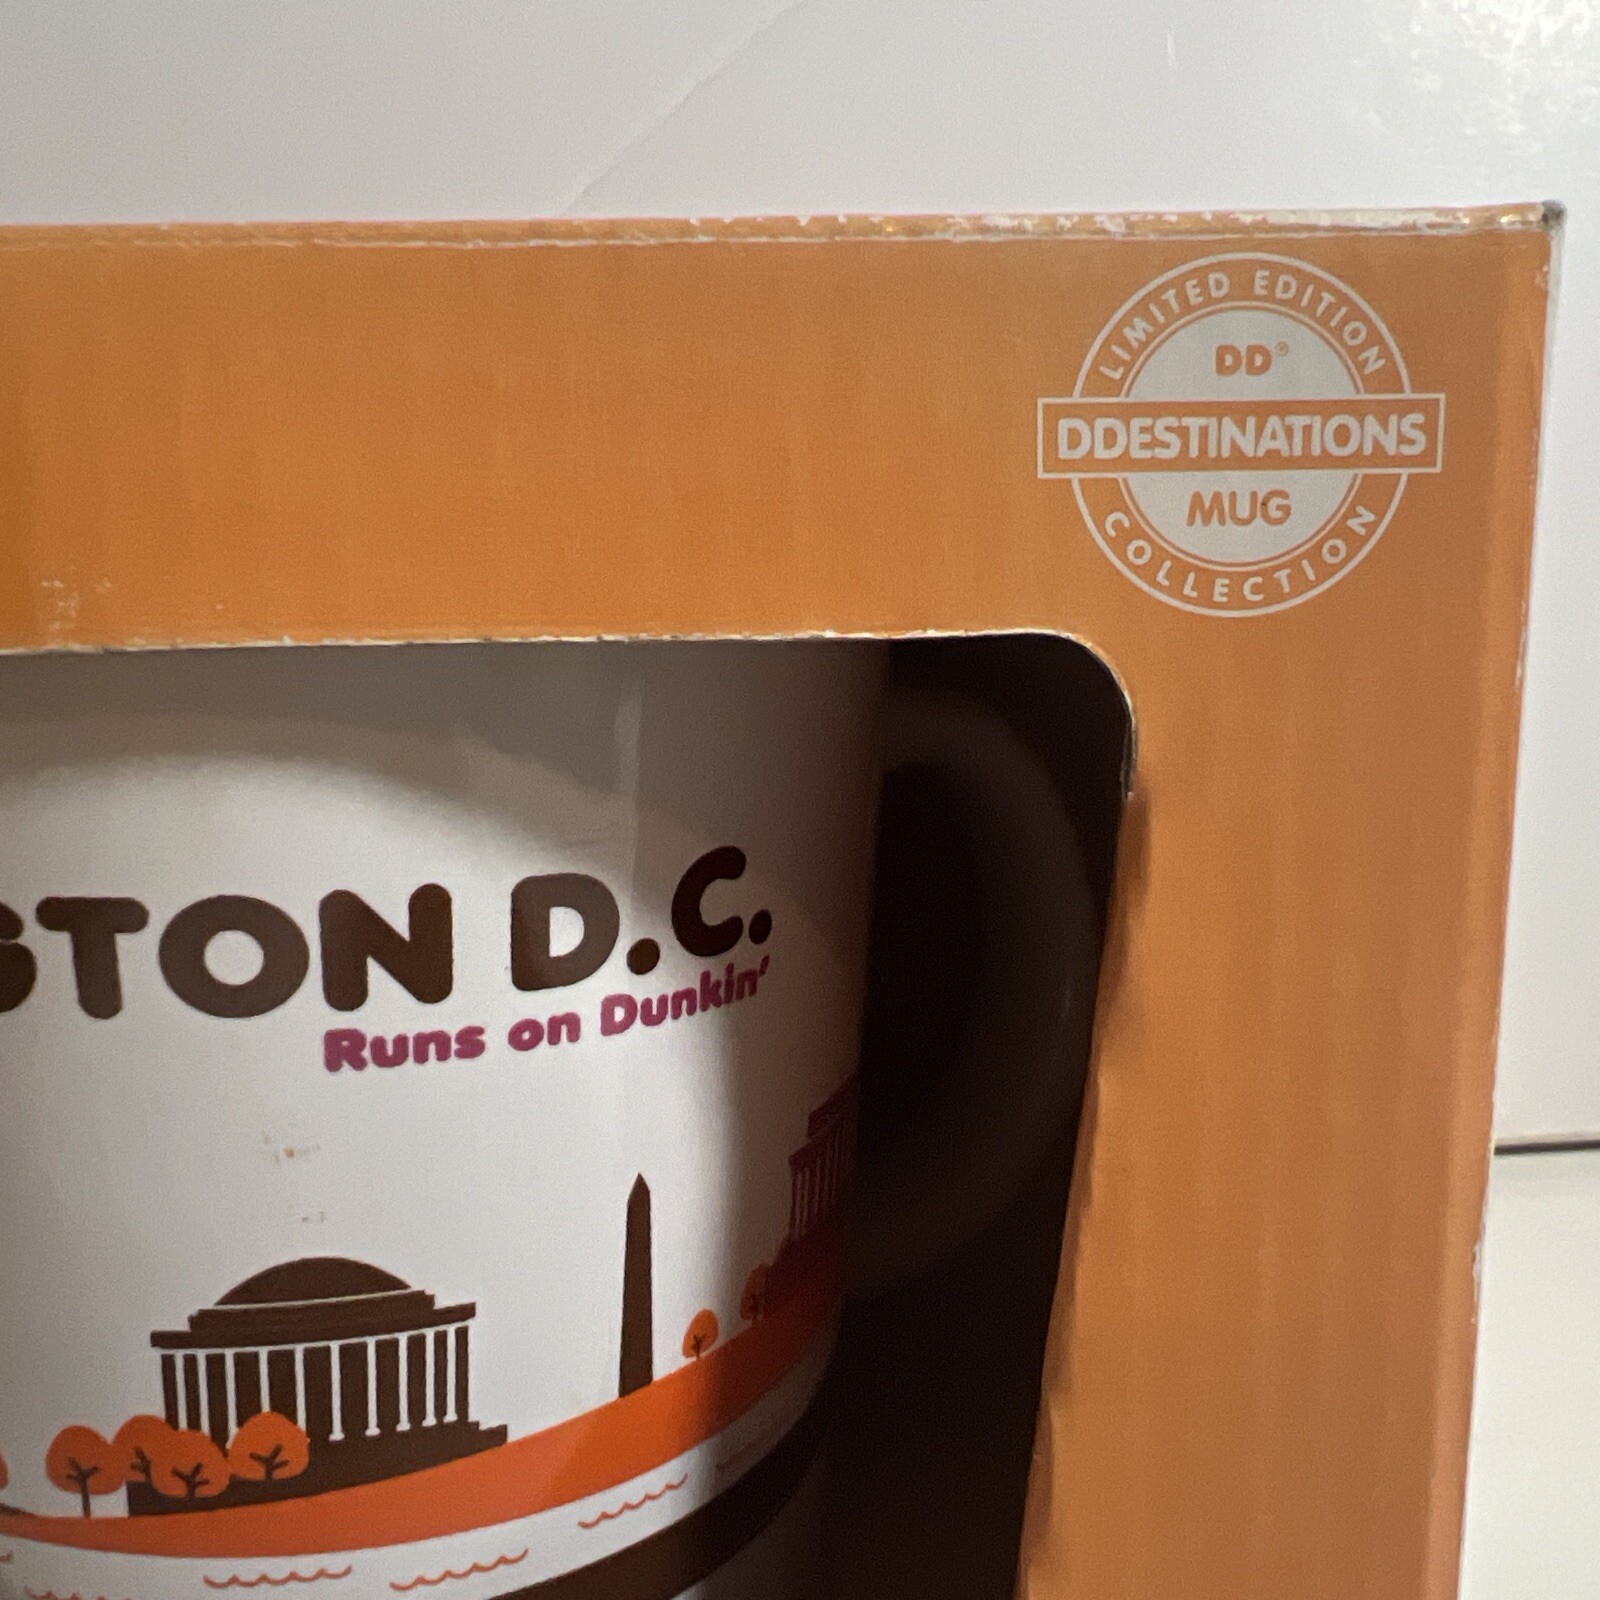 LIMITED EDITION
DD®
DDESTINATIONS
MUG
COLLECTION
STON D.C.
Runs on Dunkin'